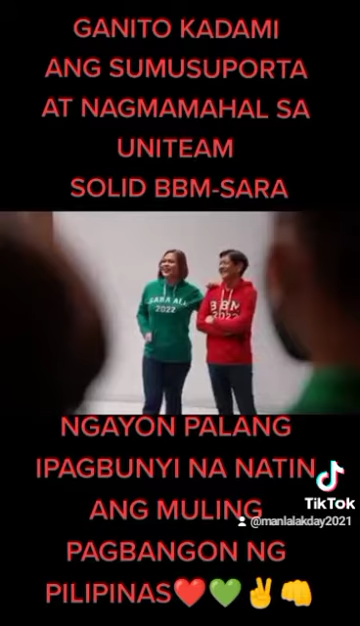 GANITO KADAMI
ANG SUMUSUPORTA
AT NAGMAMAHAL SA
UNITEAM
SOLID BBM-SARA
SARA ALL
2022
BBM
2022
NGAYON PALANG
IPAGBUNYI NA NATIN
ANG MULING
PAGBANGON NG
PILIPINAS❤️💚✌️👊
TikTok
@manlalakday2021